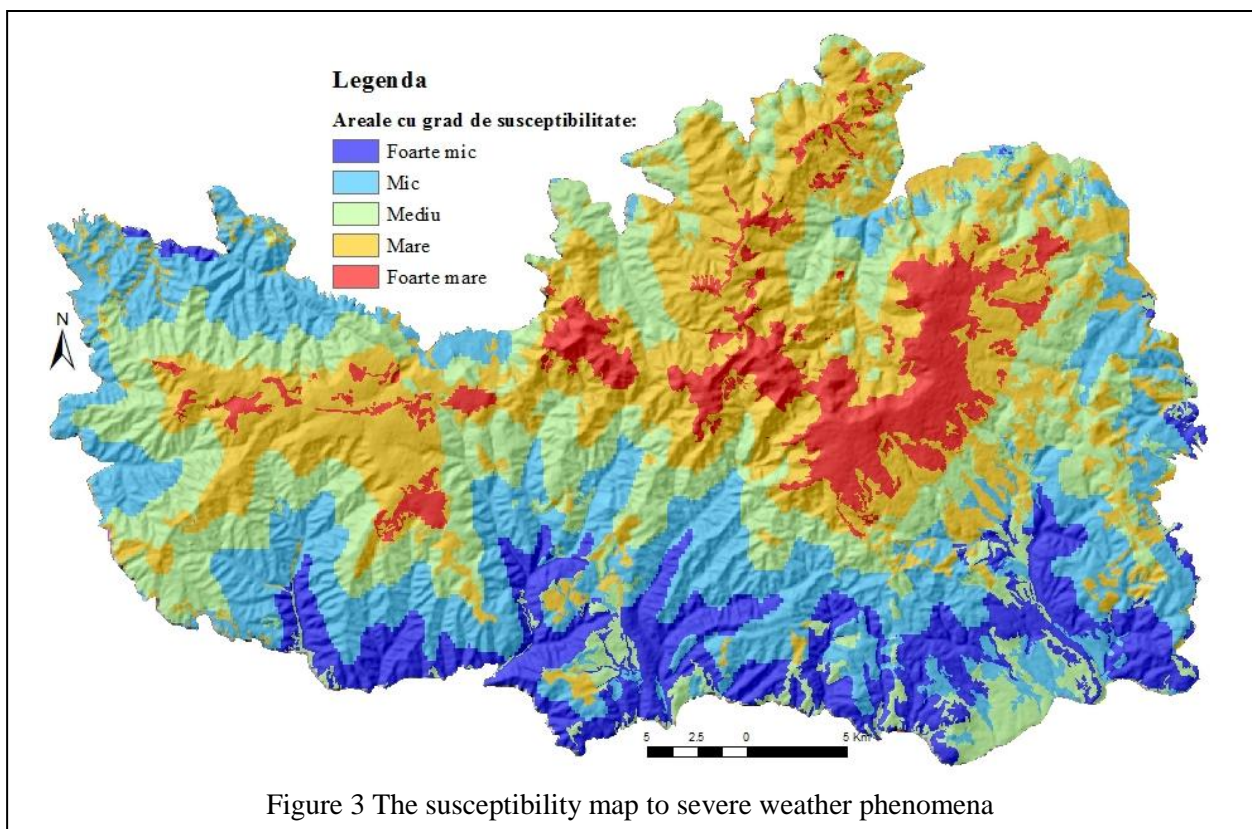 Legenda
Areale cu grad de susceptibilitate:
Foarte mic
Mic
Mediu
Mare
Foarte mare
N
5 2.5 0 5 Km
Figure 3 The susceptibility map to severe weather phenomena